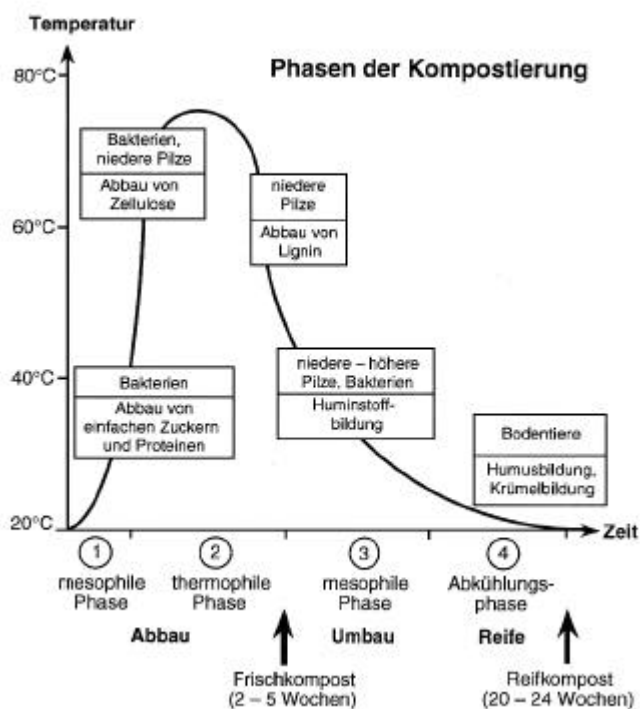 Temperatur
Phasen der Kompostierung
80°C
60°C
40°C
20°C
Bakterien,
niedere Pilze
Abbau von
Zellulose
niedere
Pilze
Abbau von
Lignin
Bakterien
Abbau von
einfachen Zuckern
und Proteinen
niedere – höhere
Pilze, Bakterien
Huminstoff-
bildung
Bodentiere
Humusbildung,
Krümelbildung
Zeit
1
mesophile
Phase
2
thermophile
Phase
3
mesophile
Phase
4
Abkühlungs-
phase
Abbau
Umbau
Reife
Frischkompost
(2 – 5 Wochen)
Reifkompost
(20 – 24 Wochen)